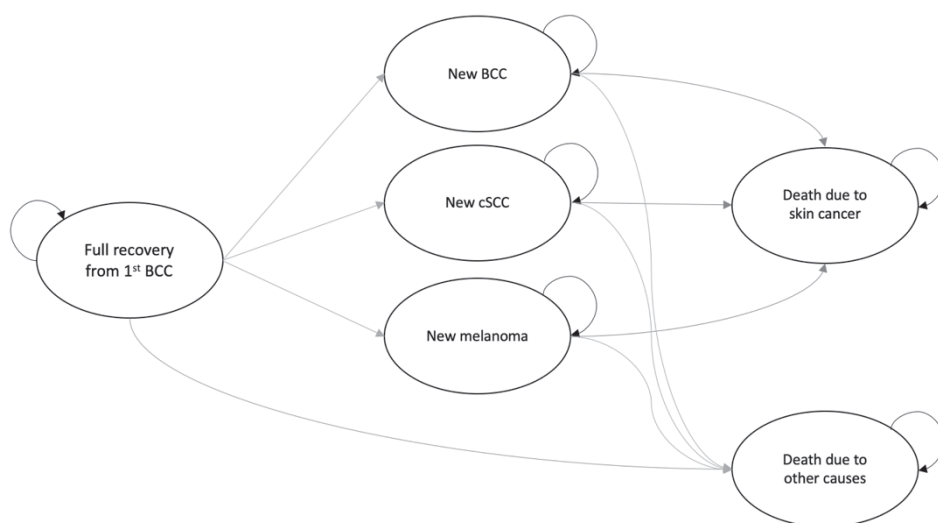 New BCC
New cSCC
Death due to
skin cancer
Full recovery
from 1st BCC
New melanoma
Death due to
other causes